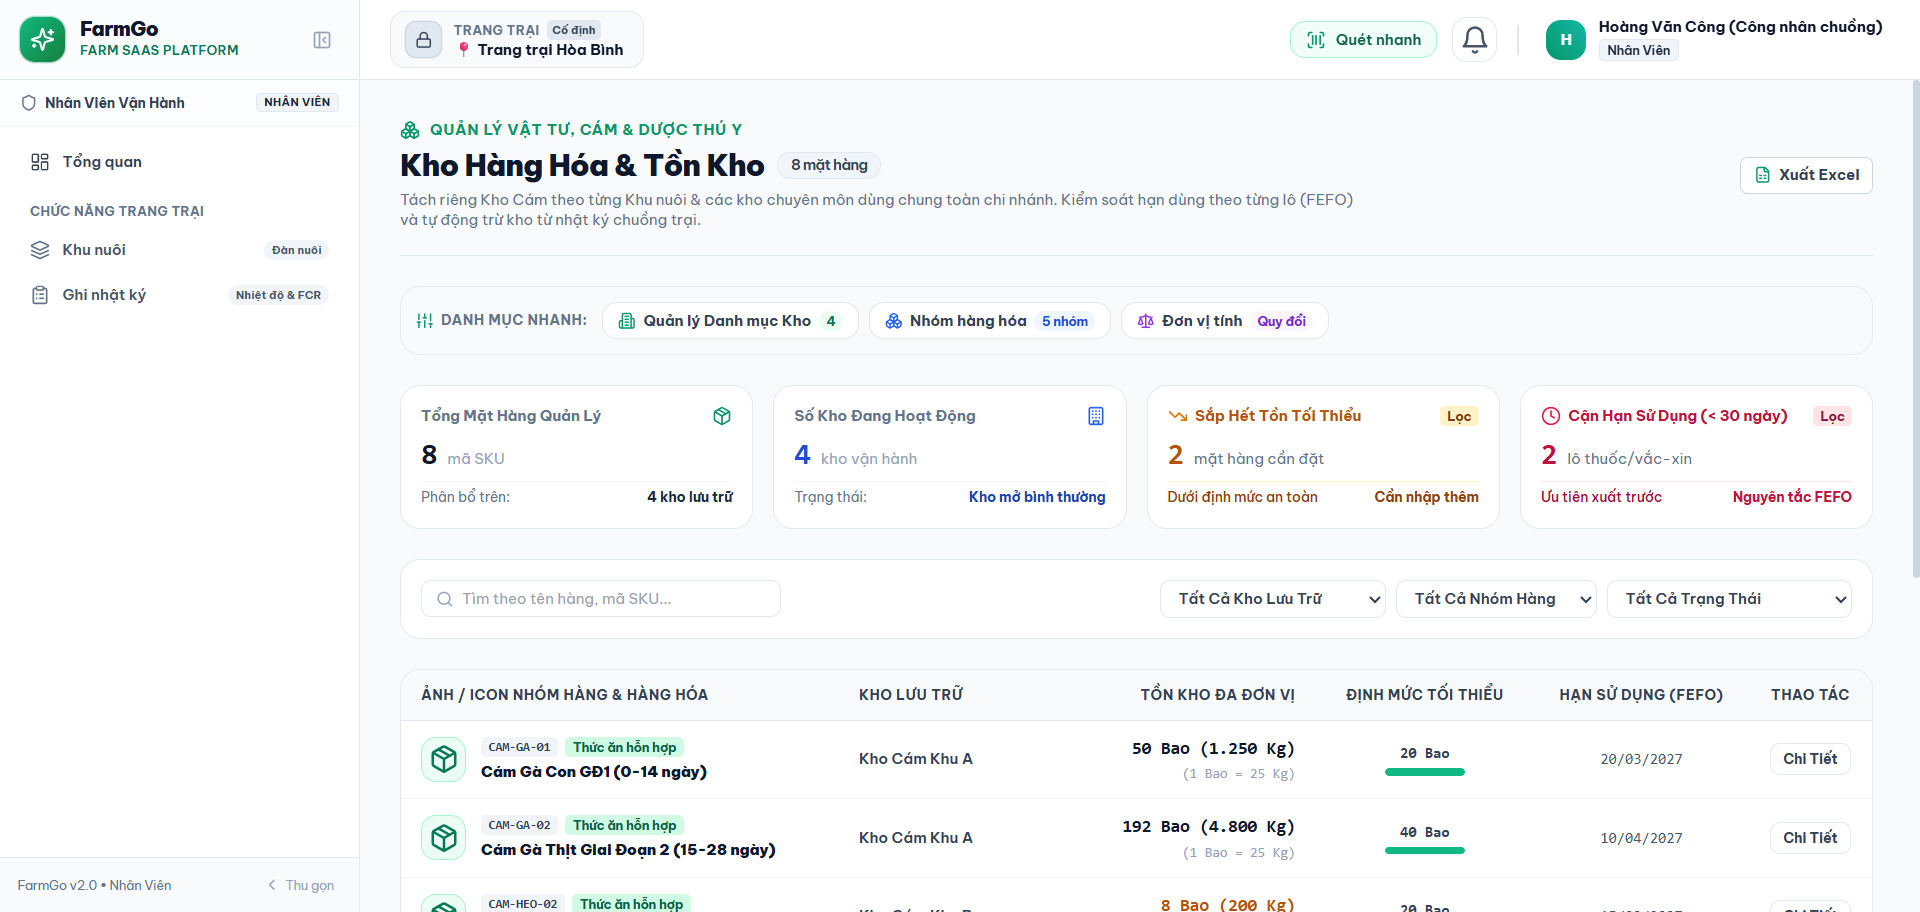 FarmGo
FARM SAAS PLATFORM
TRANG TRẠI Cố định
Trang trại Hòa Bình
Quét nhanh
H
Hoàng Văn Công (Công nhân chuồng)
Nhân Viên
Nhân Viên Vận Hành NHÂN VIÊN
Tổng quan
CHỨC NĂNG TRANG TRẠI
Khu nuôi Đàn nuôi
Ghi nhật ký Nhiệt độ & FCR
FarmGo v2.0 • Nhân Viên Thu gọn
QUẢN LÝ VẬT TƯ, CÁM & DƯỢC THÚ Y
Kho Hàng Hóa & Tồn Kho 8 mặt hàng
Tách riêng Kho Cám theo từng Khu nuôi & các kho chuyên môn dùng chung toàn chi nhánh. Kiểm soát hạn dùng theo từng lô (FEFO)
và tự động trừ kho từ nhật ký chuồng trại.
Xuất Excel
DANH MỤC NHANH: Quản lý Danh mục Kho 4 Nhóm hàng hóa 5 nhóm Đơn vị tính Quy đổi
Tổng Mặt Hàng Quản Lý
8 mã SKU
Phân bổ trên: 4 kho lưu trữ
Số Kho Đang Hoạt Động
4 kho vận hành
Trạng thái: Kho mở bình thường
Sắp Hết Tồn Tối Thiểu Lọc
2 mặt hàng cần đặt
Dưới định mức an toàn Cần nhập thêm
Cận Hạn Sử Dụng (< 30 ngày) Lọc
2 lô thuốc/vắc-xin
Ưu tiên xuất trước Nguyên tắc FEFO
Tìm theo tên hàng, mã SKU...
Tất Cả Kho Lưu Trữ Tất Cả Nhóm Hàng Tất Cả Trạng Thái
ẢNH / ICON NHÓM HÀNG & HÀNG HÓA KHO LƯU TRỮ TỒN KHO ĐA ĐƠN VỊ ĐỊNH MỨC TỐI THIỂU HẠN SỬ DỤNG (FEFO) THAO TÁC
CAM-GA-01 Thức ăn hỗn hợp
Cám Gà Con GĐ1 (0-14 ngày)
Kho Cám Khu A
50 Bao (1.250 Kg)
(1 Bao = 25 Kg)
20 Bao
20/03/2027
Chi Tiết
CAM-GA-02 Thức ăn hỗn hợp
Cám Gà Thịt Giai Đoạn 2 (15-28 ngày)
Kho Cám Khu A
192 Bao (4.800 Kg)
(1 Bao = 25 Kg)
40 Bao
10/04/2027
Chi Tiết
CAM-HEO-02 Thức ăn hỗn hợp
8 Bao (200 Kg)
20 Bao